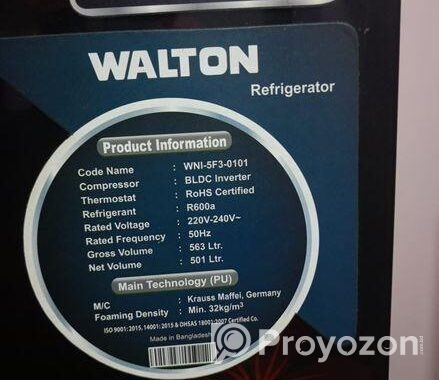 WALTON
Refrigerator
Product Information
Code Name : WNI-5F3-0101
Compressor : BLDC Inverter
Thermostat : RoHS Certified
Refrigerant : R600a
Rated Voltage : 220V-240V~
Rated Frequency : 50Hz
Gross Volume : 563 Ltr.
Net Volume : 501 Ltr.
Main Technology (PU)
M/C : Krauss Maffei, Germany
Foaming Density : Min. 32kg/m³
ISO 9001: 2015, 14001: 2015 & OHSAS 18001:2007 Certified Co.
Made in Bangladesh
Proyozon